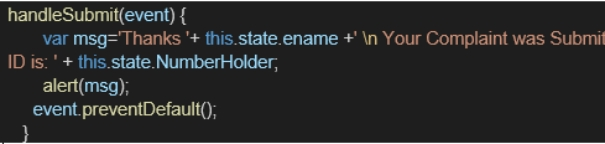 handleSubmit(event) {
var msg='Thanks '+ this.state.ename +' \n Your Complaint was Submit
ID is: ' + this.state.NumberHolder;
alert(msg);
event.preventDefault();
}